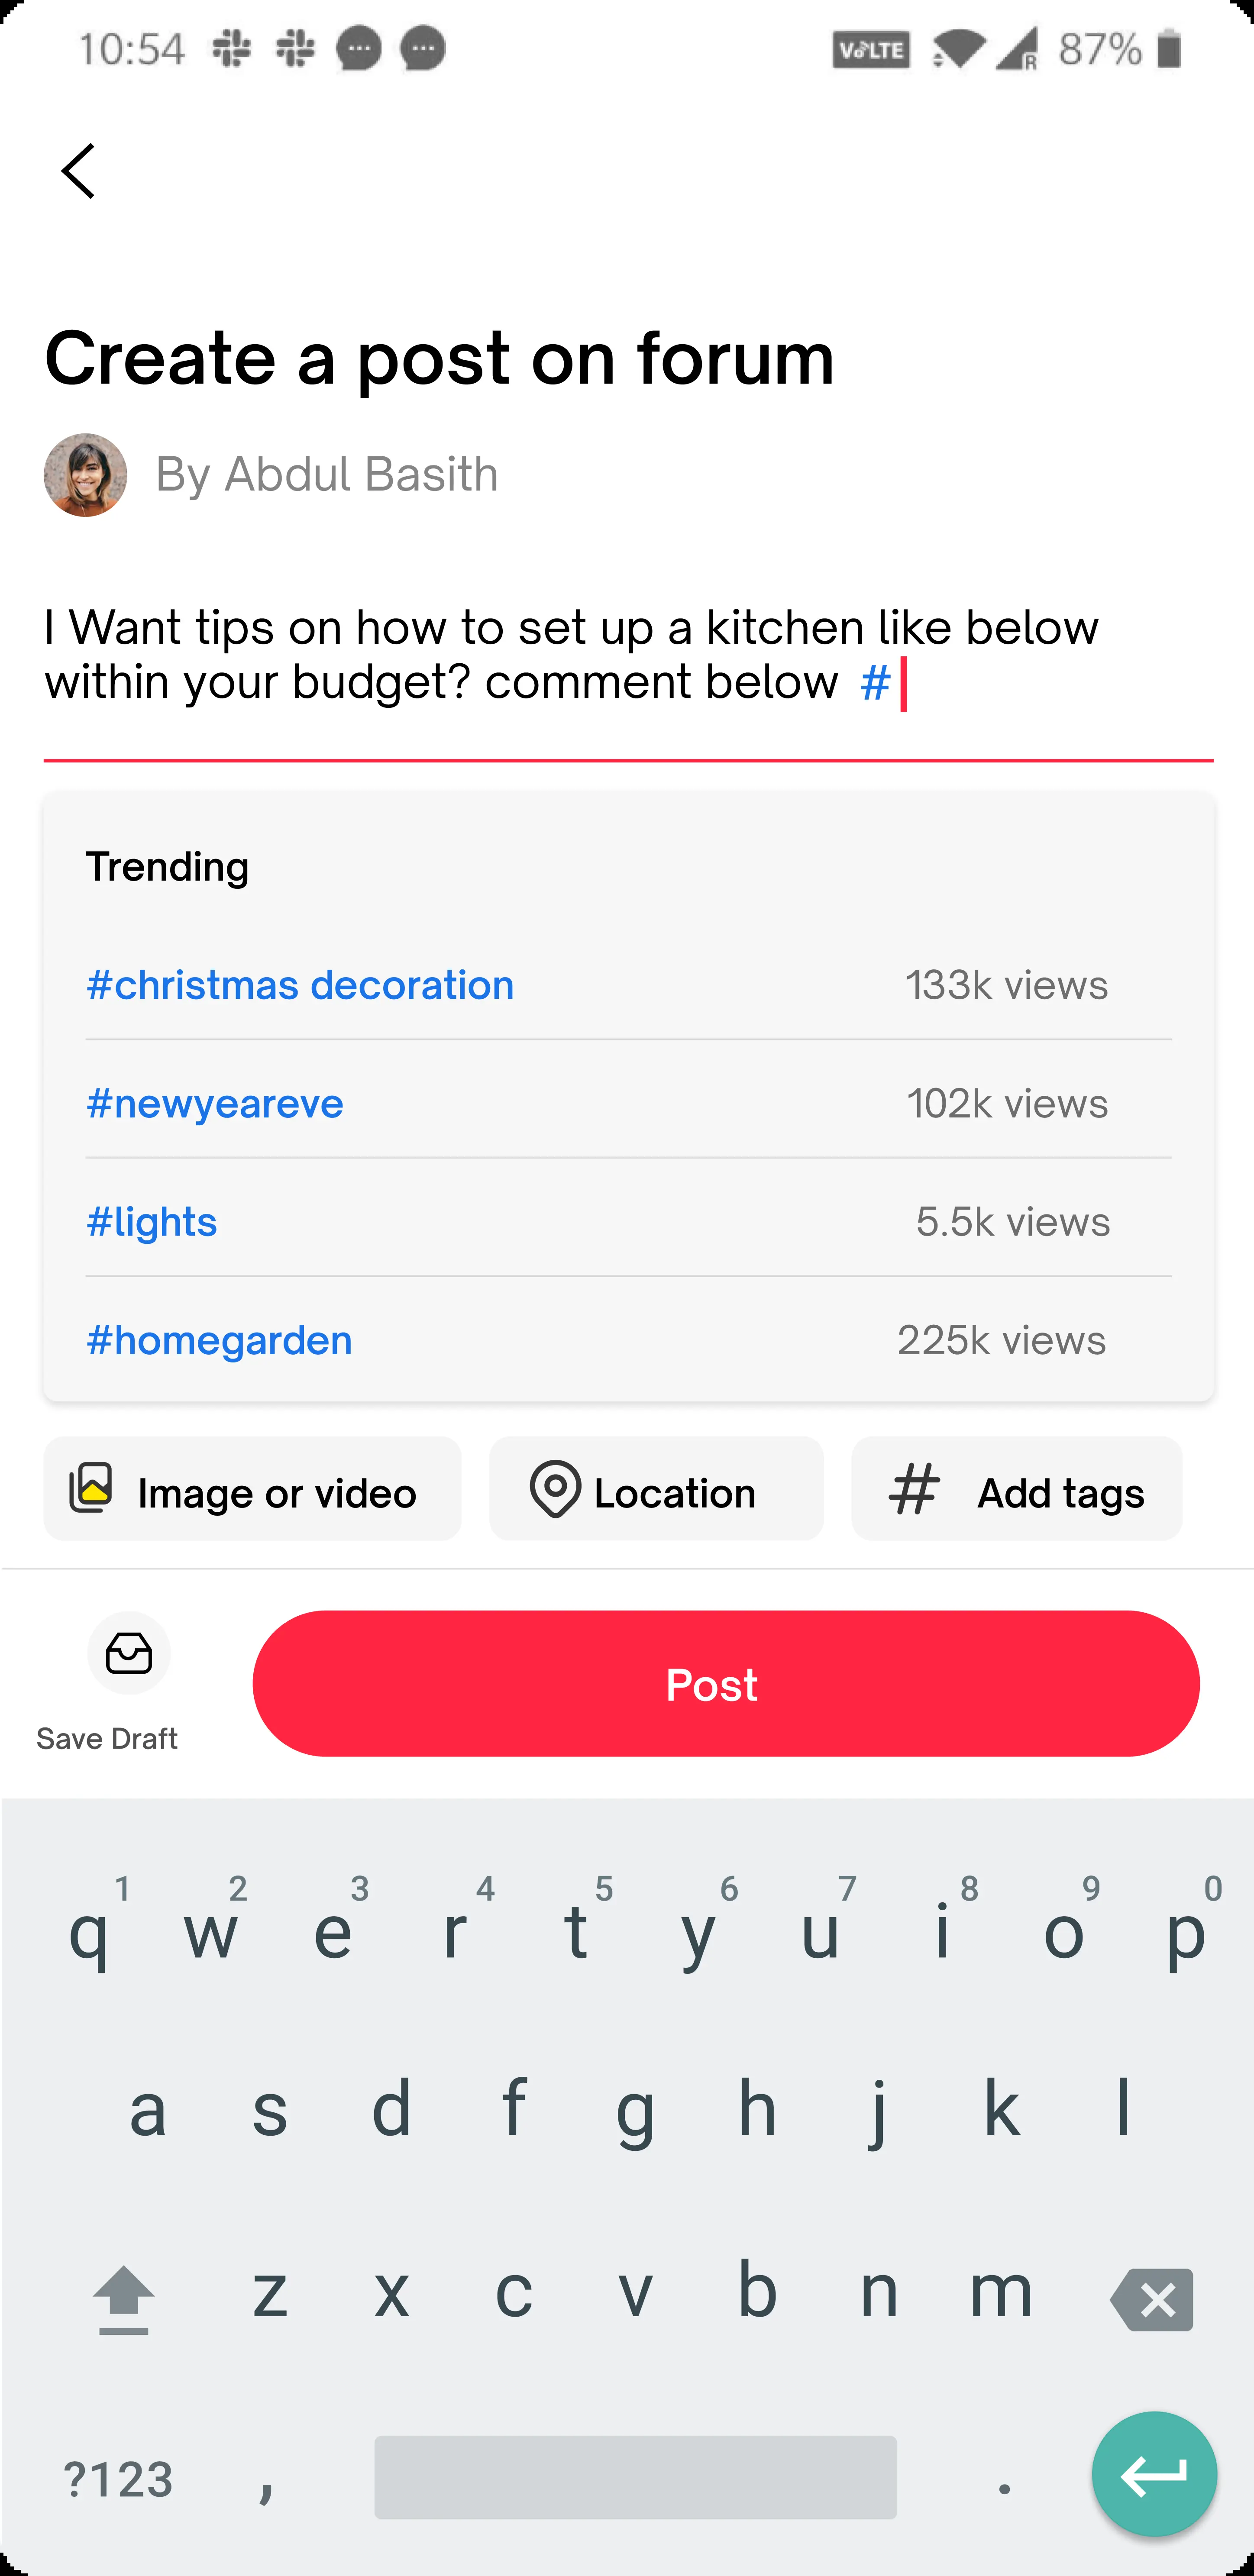 10:54 VoLTE R 87%
Create a post on forum
By Abdul Basith
I Want tips on how to set up a kitchen like below
within your budget? comment below #
Trending
#christmas decoration 133k views
#newyeareve 102k views
#lights 5.5k views
#homegarden 225k views
Image or video Location # Add tags
Save Draft Post
1 2 3 4 5 6 7 8 9 0
q w e r t y u i o p
a s d f g h j k l
z x c v b n m
?123 , .